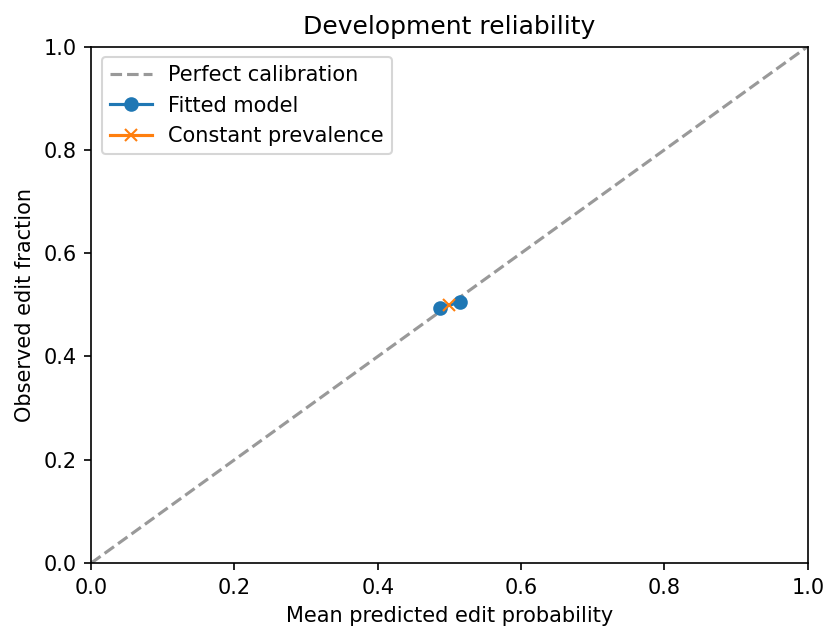 Development reliability
Perfect calibration
Fitted model
Constant prevalence
Observed edit fraction
1.0
0.8
0.6
0.4
0.2
0.0
0.0 0.2 0.4 0.6 0.8 1.0
Mean predicted edit probability